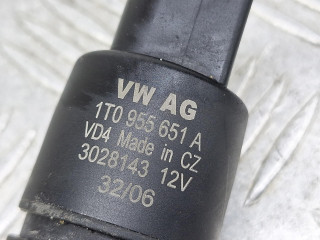 VW AG
1T0 955 651 A
VD4 Made in CZ
3028143 12V
32/06